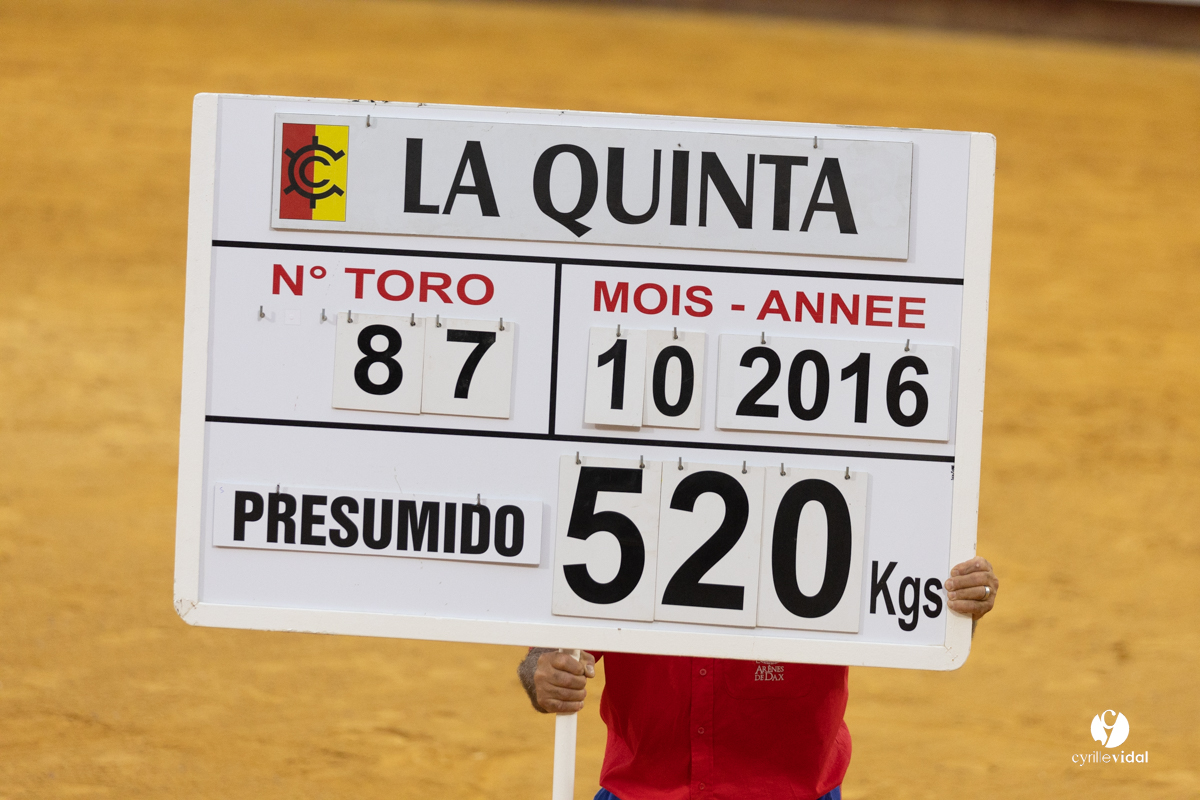 LA QUINTA
N° TORO
87
MOIS - ANNEE
10 2016
PRESUMIDO
520 Kgs
ARÈNES
DE DAX
cyrillevidal